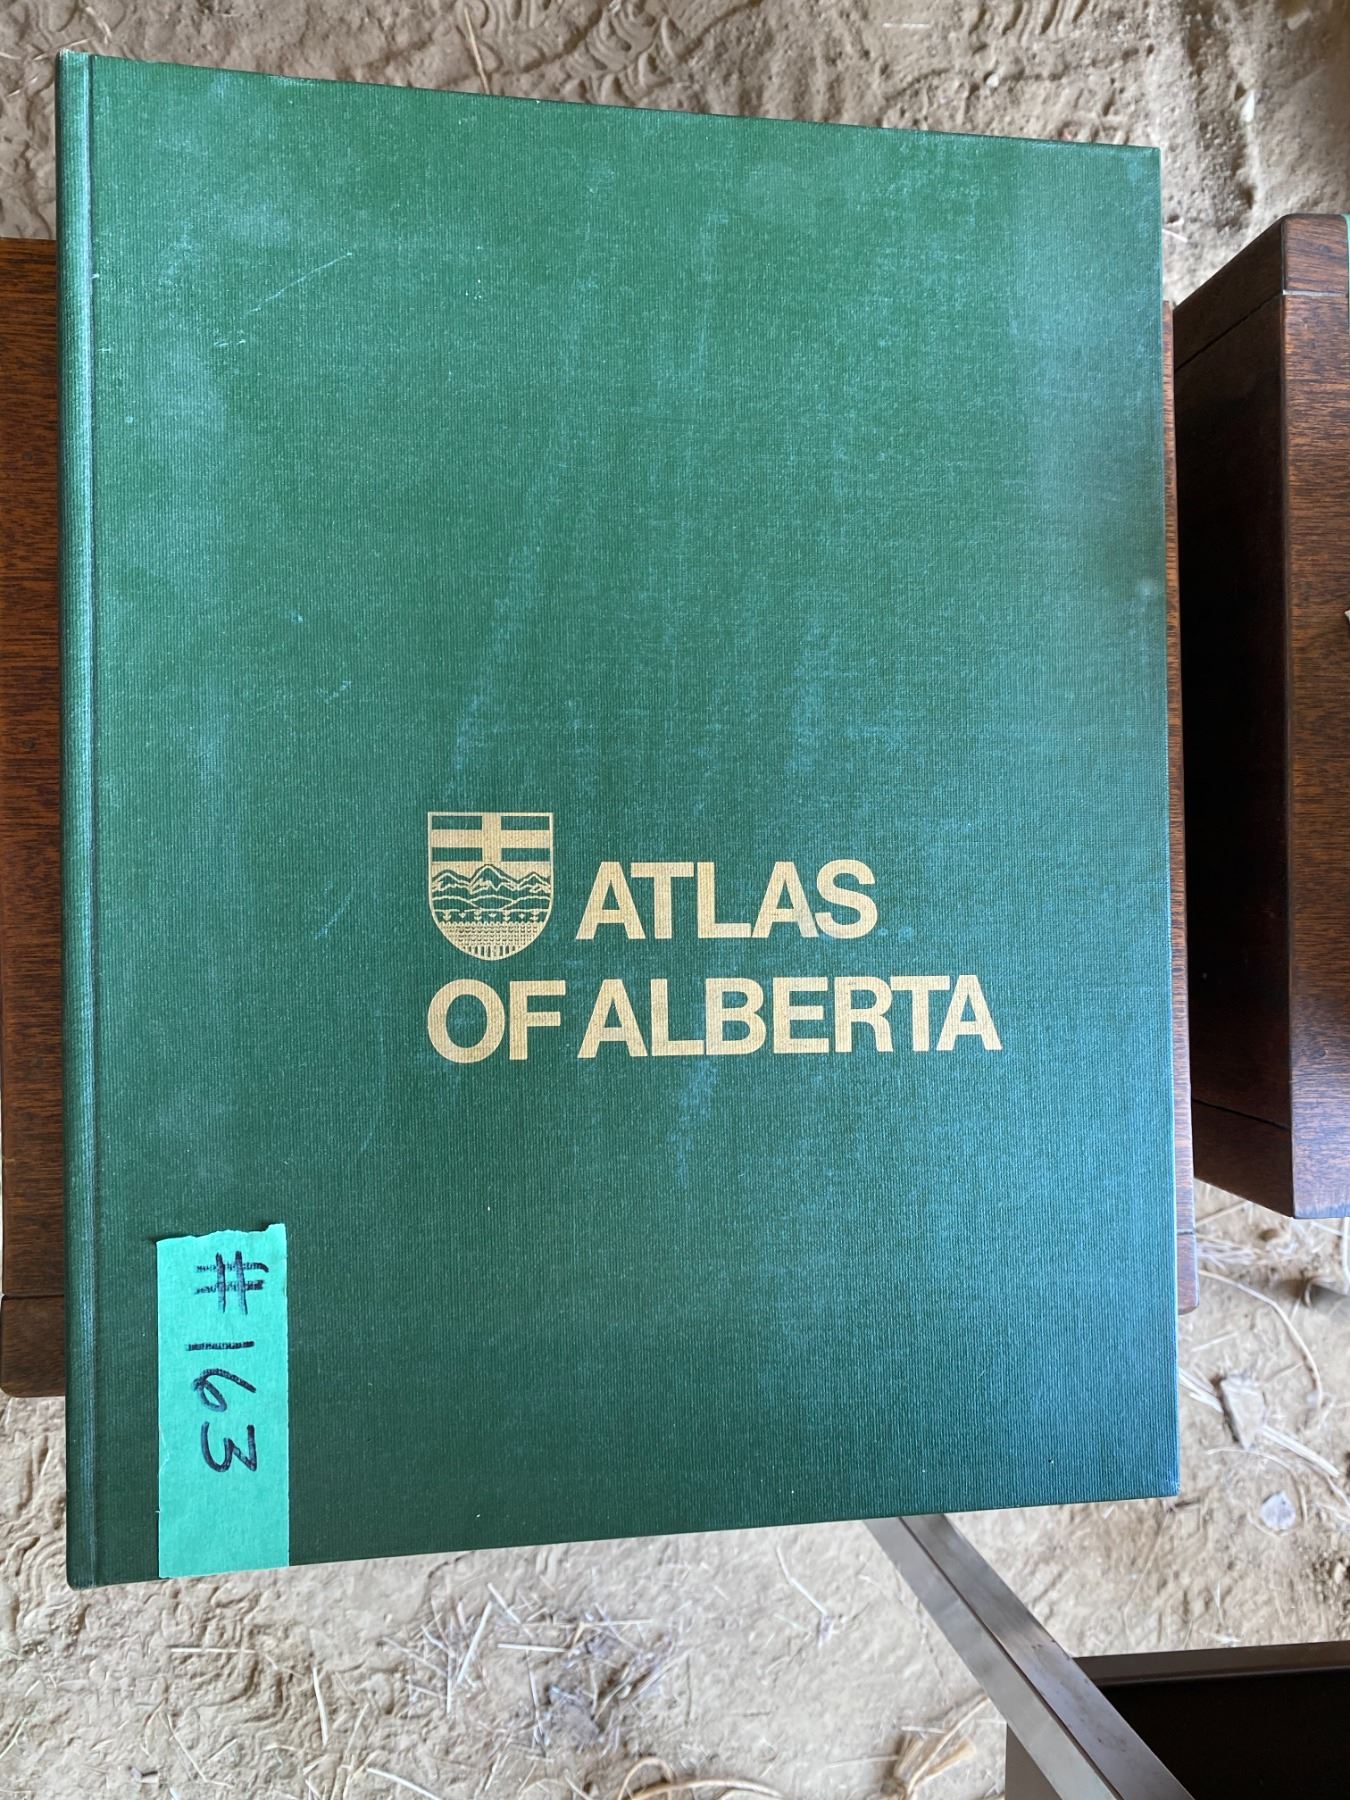 ATLAS
OF ALBERTA
#163